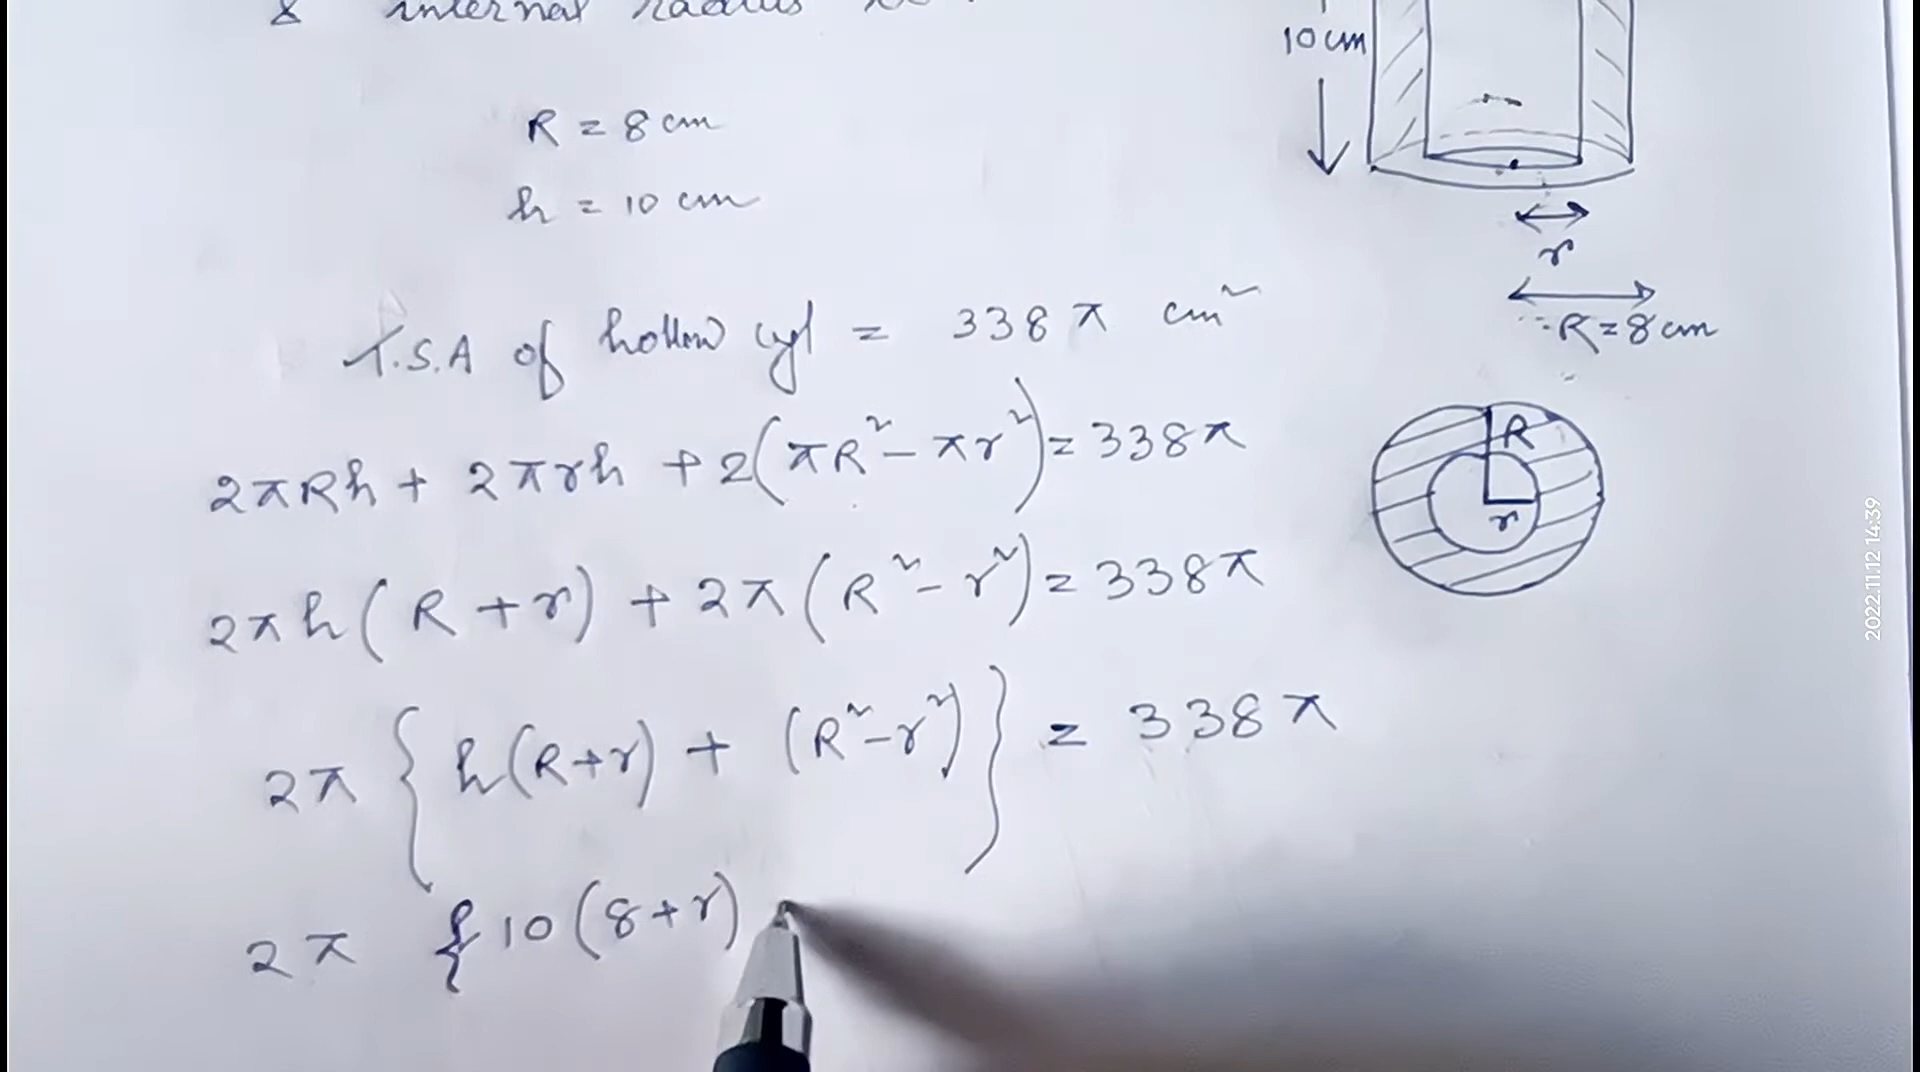 & internal radius
R = 8 cm
h = 10 cm
T.S.A of hollow cyl = 338π cm²
2πRh + 2πrh + 2(πR² - πr²) = 338π
2πh(R + r) + 2π(R² - r²) = 338π
2π { h(R+r) + (R²-r²) } = 338π
2π { 10(8+r)
10 cm
r
R = 8 cm
R
r
2022.11.12 14:39